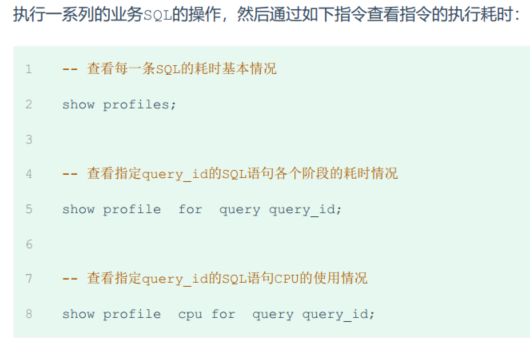 执行一系列的业务SQL的操作，然后通过如下指令查看指令的执行耗时：
1 -- 查看每一条SQL的耗时基本情况
2 show profiles;
3
4 -- 查看指定query_id的SQL语句各个阶段的耗时情况
5 show profile  for  query query_id;
6
7 -- 查看指定query_id的SQL语句CPU的使用情况
8 show profile  cpu for  query query_id;